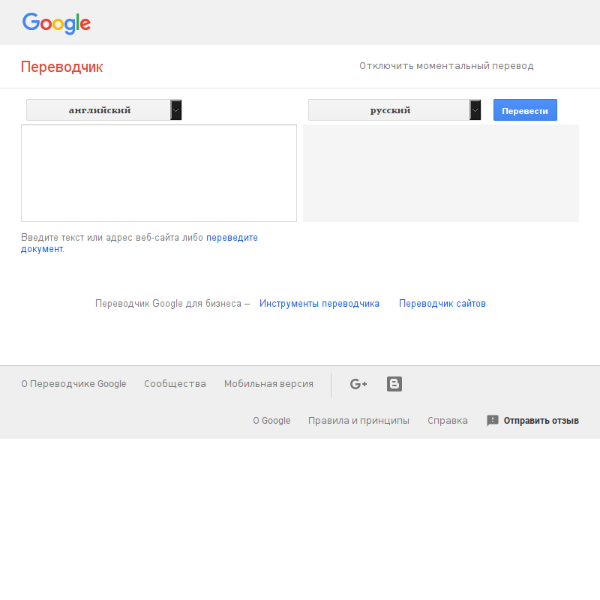 Google
Переводчик
Отключить моментальный перевод
английский
русский
Перевести
Введите текст или адрес веб-сайта либо переведите
документ.
Переводчик Google для бизнеса – Инструменты переводчика Переводчик сайтов
О Переводчике Google Сообщества Мобильная версия
О Google Правила и принципы Справка Отправить отзыв